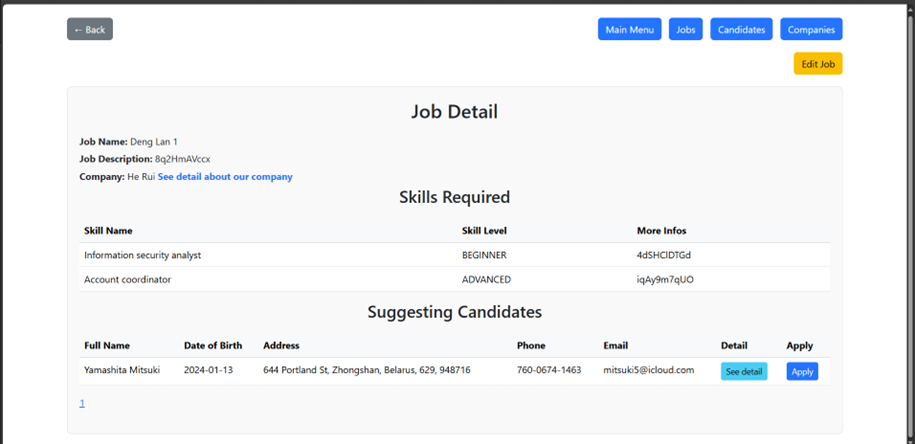 ← Back Main Menu Jobs Candidates Companies
Edit Job
Job Detail
Job Name: Deng Lan 1
Job Description: 8q2HmAVccx
Company: He Rui See detail about our company
Skills Required
Skill Name Skill Level More Infos
Information security analyst BEGINNER 4dSHClDTGd
Account coordinator ADVANCED iqAy9m7qUO
Suggesting Candidates
Full Name Date of Birth Address Phone Email Detail Apply
Yamashita Mitsuki 2024-01-13 644 Portland St, Zhongshan, Belarus, 629, 948716 760-0674-1463 mitsuki5@icloud.com See detail Apply
1